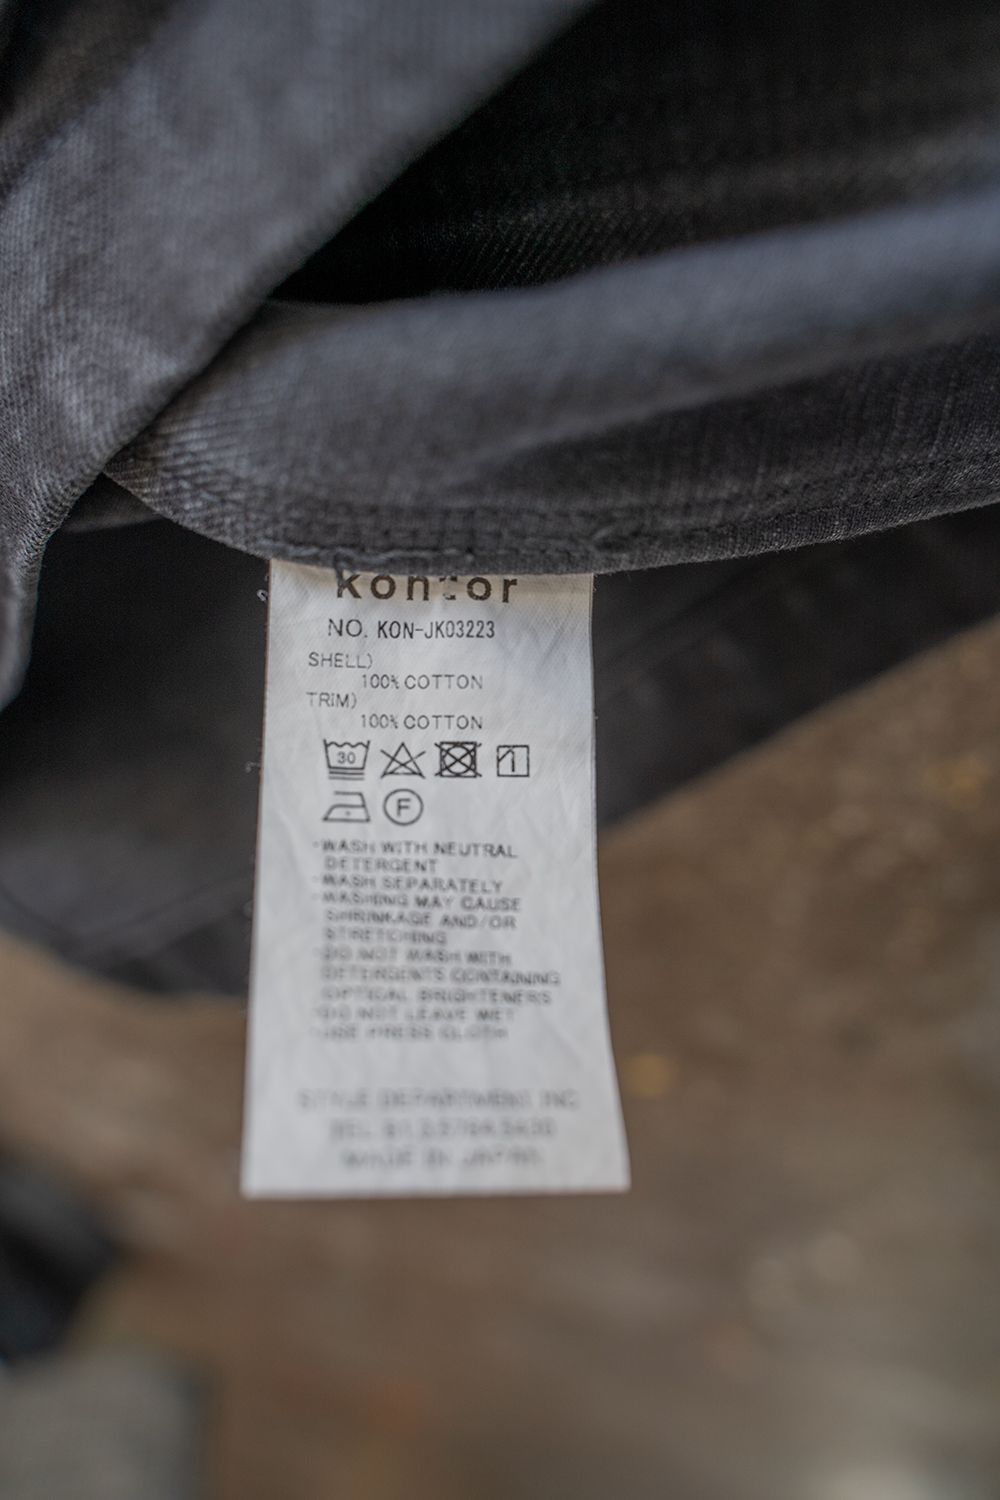 kontor
NO. KON-JK03223
SHELL)
100% COTTON
TRIM)
100% COTTON
30
F
·WASH WITH NEUTRAL
DETERGENT
·WASH SEPARATELY
·WASHING MAY CAUSE
SHRINKAGE AND/OR
STRETCHING
·DO NOT WASH WITH
DETERGENTS CONTAINING
OPTICAL BRIGHTENERS
·DO NOT LEAVE WET
·USE PRESS CLOTH
STYLE DEPARTMENT INC
TEL
MADE IN JAPAN